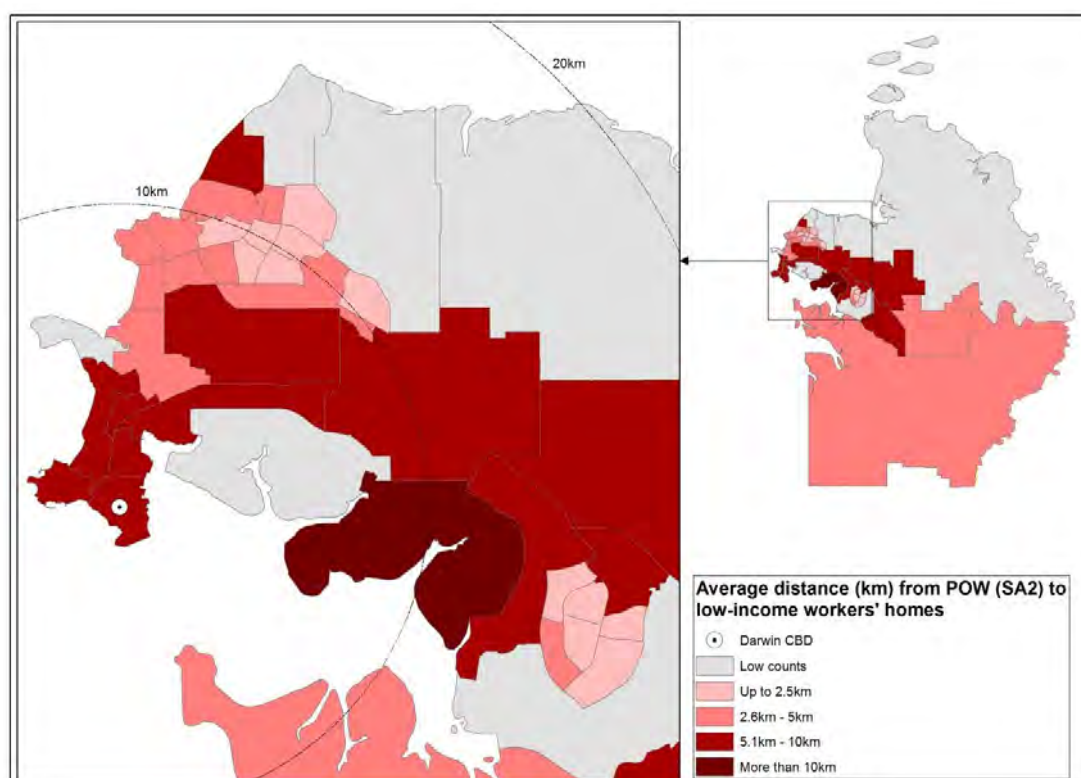 20km
10km
Average distance (km) from POW (SA2) to
low-income workers' homes
Darwin CBD
Low counts
Up to 2.5km
2.6km - 5km
5.1km - 10km
More than 10km